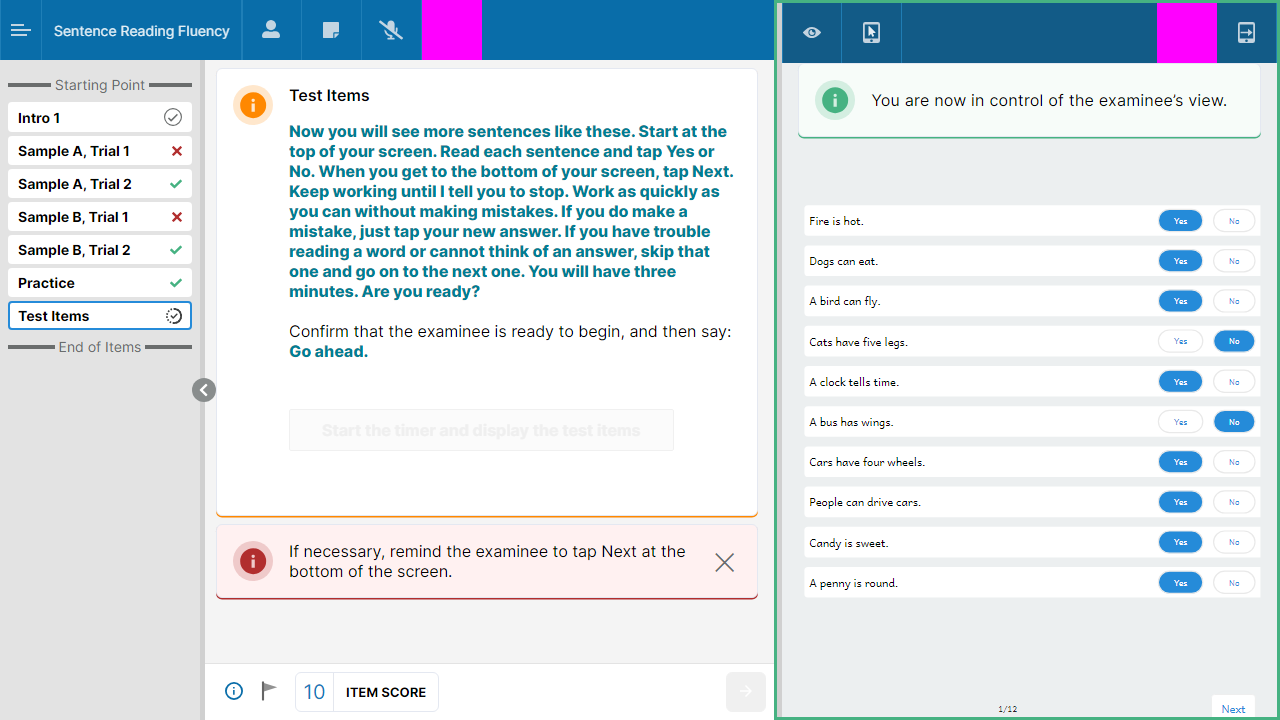 Sentence Reading Fluency
Starting Point
Intro 1
Sample A, Trial 1
Sample A, Trial 2
Sample B, Trial 1
Sample B, Trial 2
Practice
Test Items
End of Items
Test Items
Now you will see more sentences like these. Start at the
top of your screen. Read each sentence and tap Yes or
No. When you get to the bottom of your screen, tap Next.
Keep working until I tell you to stop. Work as quickly as
you can without making mistakes. If you do make a
mistake, just tap your new answer. If you have trouble
reading a word or cannot think of an answer, skip that
one and go on to the next one. You will have three
minutes. Are you ready?
Confirm that the examinee is ready to begin, and then say:
Go ahead.
Start the timer and display the test items
If necessary, remind the examinee to tap Next at the
bottom of the screen.
10 ITEM SCORE
You are now in control of the examinee's view.
Fire is hot. Yes No
Dogs can eat. Yes No
A bird can fly. Yes No
Cats have five legs. Yes No
A clock tells time. Yes No
A bus has wings. Yes No
Cars have four wheels. Yes No
People can drive cars. Yes No
Candy is sweet. Yes No
A penny is round. Yes No
1/12
Next